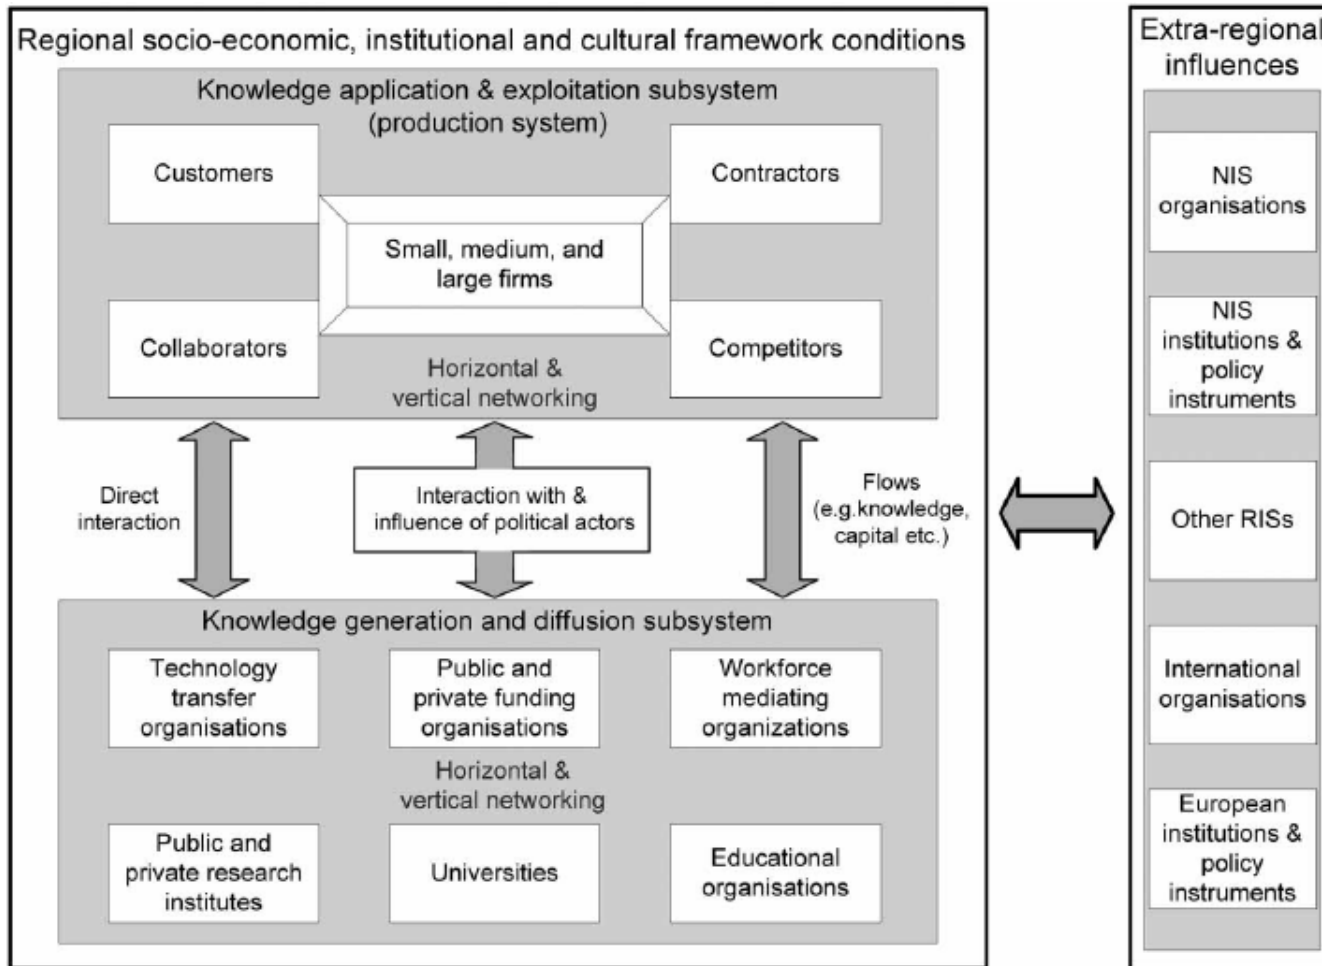 Regional socio-economic, institutional and cultural framework conditions
Knowledge application & exploitation subsystem
(production system)
Customers
Contractors
Small, medium, and
large firms
Collaborators
Competitors
Horizontal &
vertical networking
Direct
interaction
Interaction with &
influence of political actors
Flows
(e.g.knowledge,
capital etc.)
Knowledge generation and diffusion subsystem
Technology
transfer
organisations
Public and
private funding
organisations
Workforce
mediating
organizations
Horizontal &
vertical networking
Public and
private research
institutes
Universities
Educational
organisations
Extra-regional
influences
NIS
organisations
NIS
institutions &
policy
instruments
Other RISs
International
organisations
European
institutions &
policy
instruments